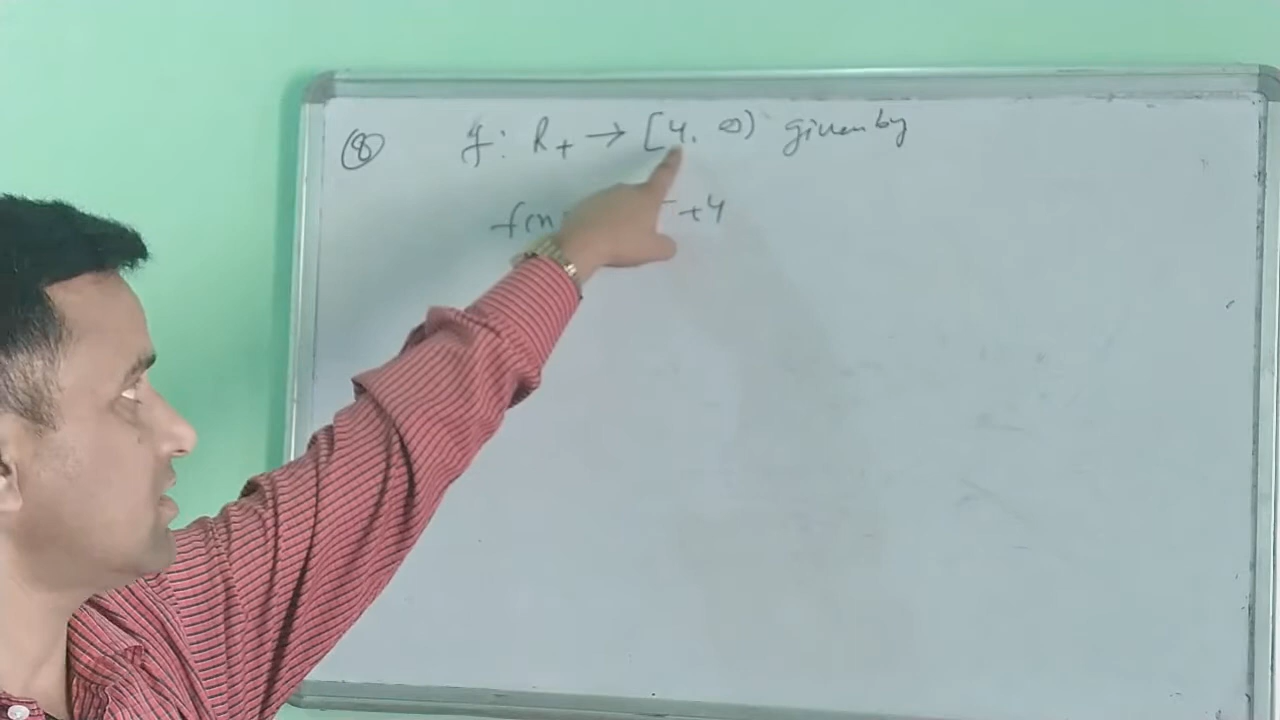 (8) f: R+ → [4, ∞) given by
f(x +4